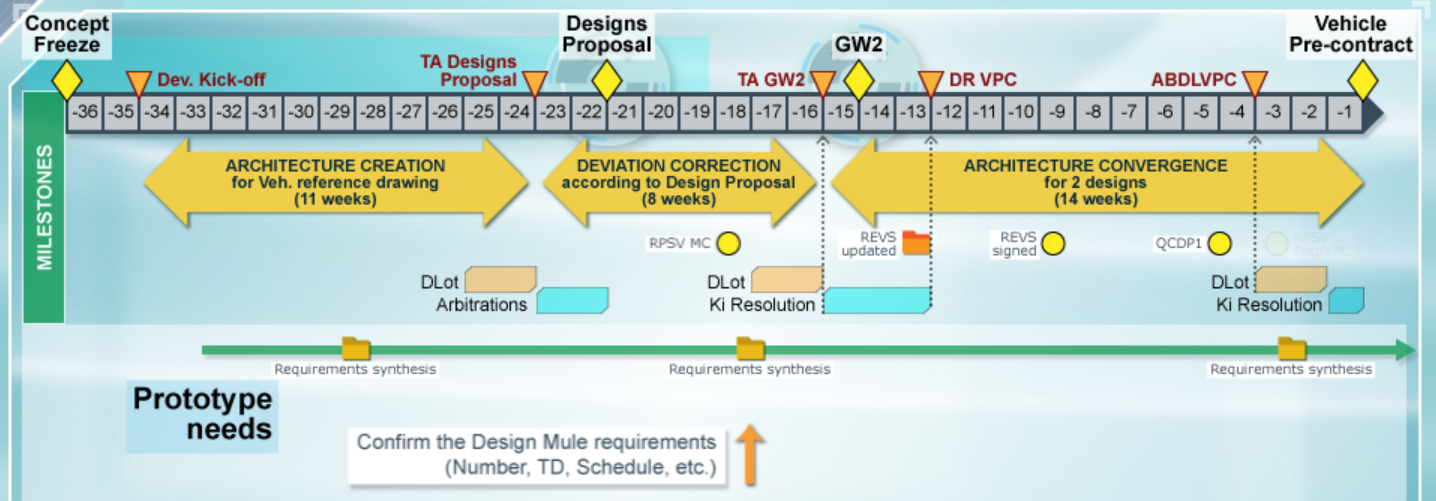 Concept
Freeze
Designs
Proposal
GW2
Vehicle
Pre-contract
Dev. Kick-off
TA Designs
Proposal
TA GW2
DR VPC
ABDLVPC
-36 -35 -34 -33 -32 -31 -30 -29 -28 -27 -26 -25 -24 -23 -22 -21 -20 -19 -18 -17 -16 -15 -14 -13 -12 -11 -10 -9 -8 -7 -6 -5 -4 -3 -2 -1
MILESTONES
ARCHITECTURE CREATION
for Veh. reference drawing
(11 weeks)
DEVIATION CORRECTION
according to Design Proposal
(8 weeks)
ARCHITECTURE CONVERGENCE
for 2 designs
(14 weeks)
RPSV MC
REVS
updated
REVS
signed
QCDP1
RPSV
DLot
Arbitrations
DLot
Ki Resolution
DLot
Ki Resolution
Requirements synthesis
Requirements synthesis
Requirements synthesis
Prototype
needs
Confirm the Design Mule requirements
(Number, TD, Schedule, etc.)